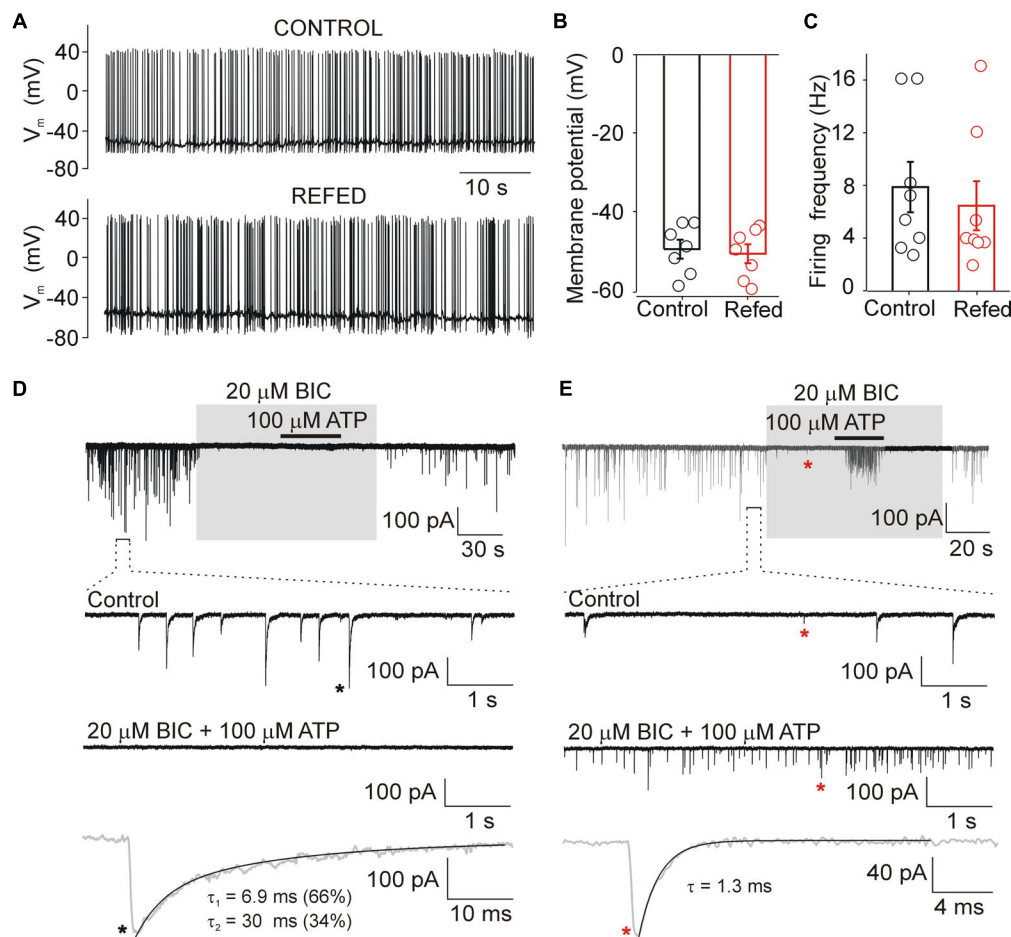 A
CONTROL
40
0
-40
-80
Vm (mV)
10 s
REFED
40
0
-40
-80
Vm (mV)
B
0
-20
-40
-60
Membrane potential (mV)
Control
Refed
C
16
12
8
4
0
Firing frequency (Hz)
Control
Refed
D
20 μM BIC
100 μM ATP
100 pA
30 s
Control
*
100 pA
1 s
20 μM BIC + 100 μM ATP
100 pA
1 s
τ1 = 6.9 ms (66%)
τ2 = 30 ms (34%)
*
100 pA
10 ms
E
20 μM BIC
100 μM ATP
*
100 pA
20 s
Control
*
100 pA
1 s
20 μM BIC + 100 μM ATP
*
100 pA
1 s
τ = 1.3 ms
*
40 pA
4 ms